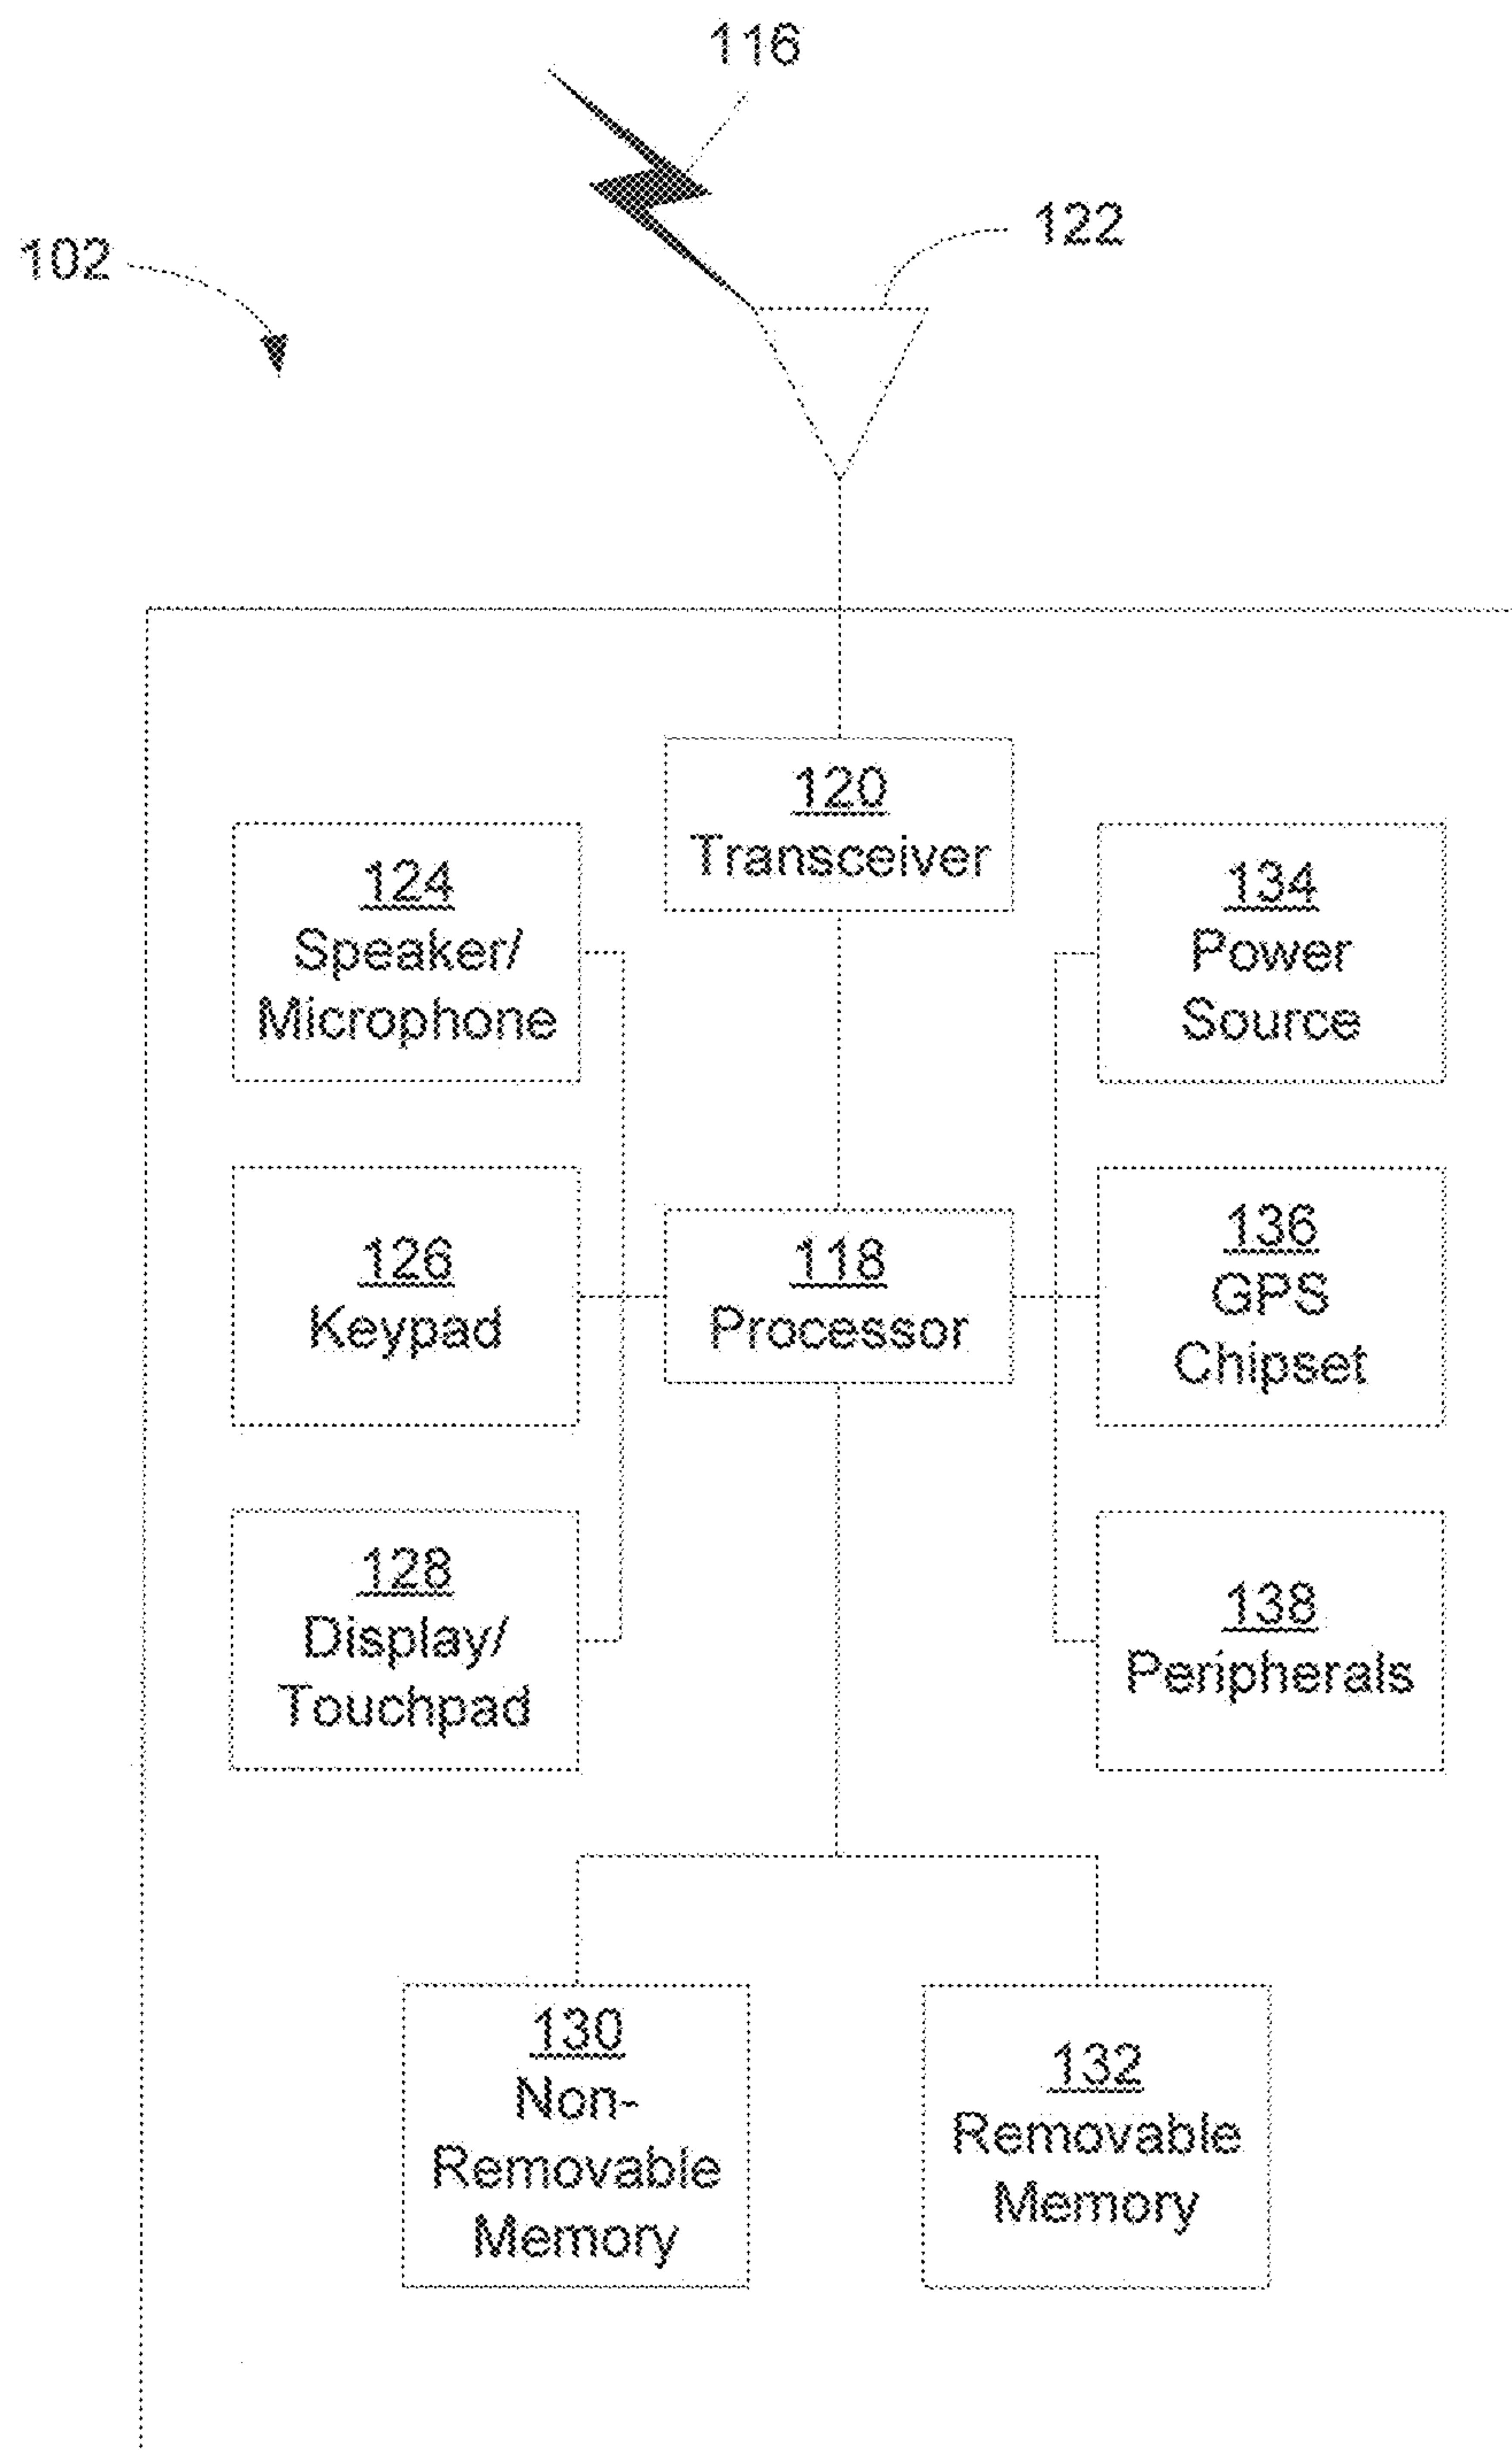 116
122
102
120
Transceiver
124
Speaker/
Microphone
134
Power
Source
126
Keypad
118
Processor
136
GPS
Chipset
128
Display/
Touchpad
138
Peripherals
130
Non-
Removable
Memory
132
Removable
Memory